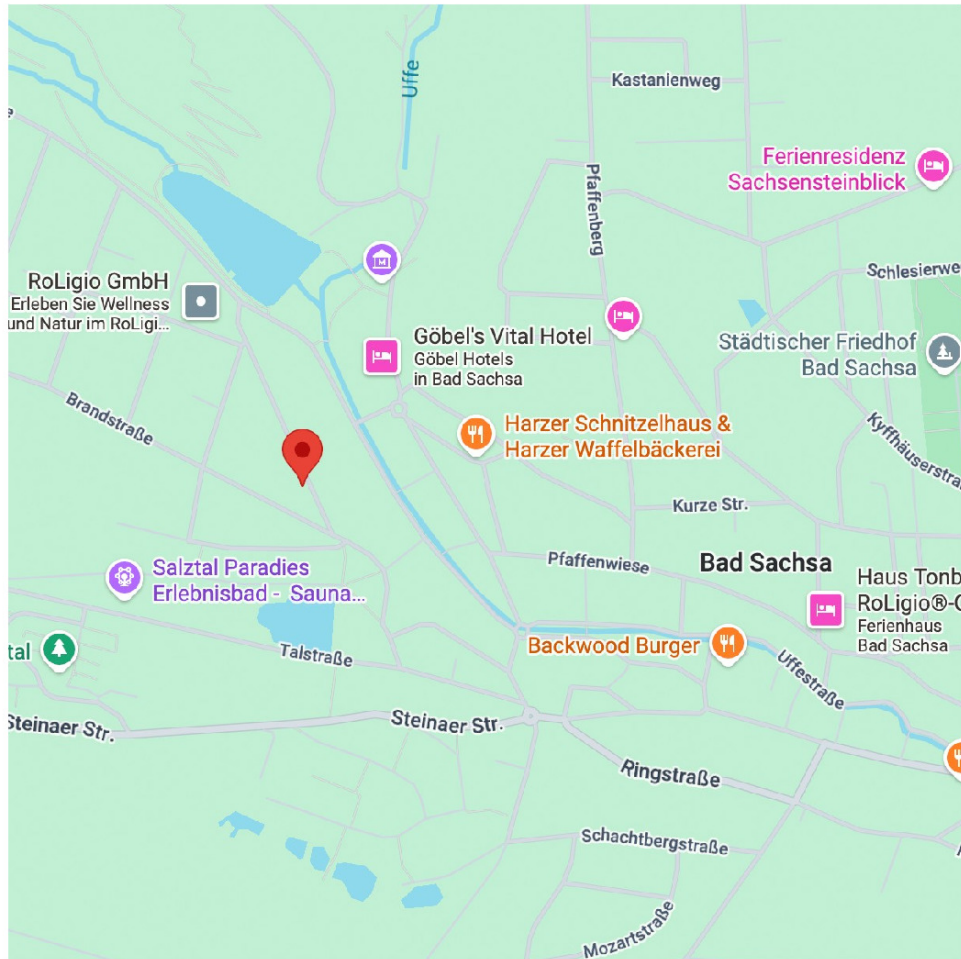 Uffe
Kastanienweg
Ferienresidenz
Sachsensteinblick
Pfaffenberg
RoLigio GmbH
Erleben Sie Wellness
und Natur im RoLigi...
Schlesierweg
Göbel's Vital Hotel
Göbel Hotels
in Bad Sachsa
Städtischer Friedhof
Bad Sachsa
Brandstraße
Harzer Schnitzelhaus &
Harzer Waffelbäckerei
Kyffhäuserstraß
Kurze Str.
Salztal Paradies
Erlebnisbad - Sauna...
Pfaffenwiese
Bad Sachsa
Haus Tonb
RoLigio®-
Ferienhaus
Bad Sachsa
tal
Talstraße
Backwood Burger
Uffestraße
Steinaer Str.
Steinaer Str.
Ringstraße
Schachtbergstraße
Mozartstraße